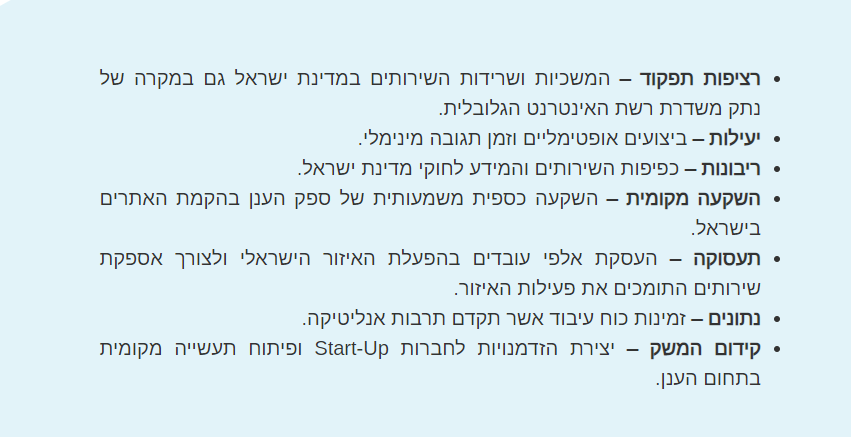 • רציפות תפקוד – המשכיות ושרידות השירותים במדינת ישראל גם במקרה של
נתק משדרת רשת האינטרנט הגלובלית.
• יעילות – ביצועים אופטימליים וזמן תגובה מינימלי.
• ריבונות – כפיפות השירותים והמידע לחוקי מדינת ישראל.
• השקעה מקומית – השקעה כספית משמעותית של ספק הענן בהקמת האתרים
בישראל.
• תעסוקה – העסקת אלפי עובדים בהפעלת האיזור הישראלי ולצורך אספקת
שירותים התומכים את פעילות האיזור.
• נתונים – זמינות כוח עיבוד אשר תקדם תרבות אנליטיקה.
• קידום המשק – יצירת הזדמנויות לחברות Start-Up ופיתוח תעשייה מקומית
בתחום הענן.